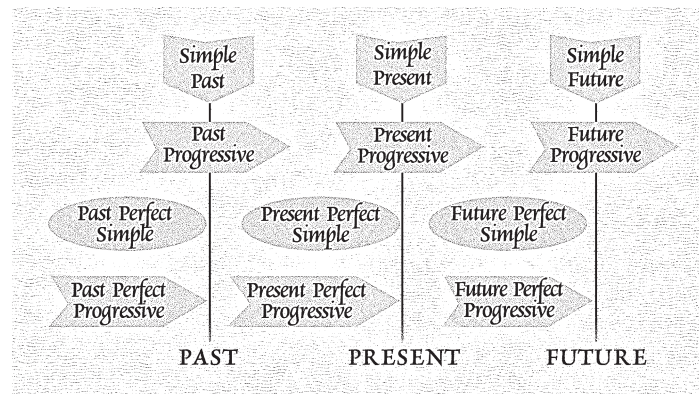 Simple
Past
Simple
Present
Simple
Future
Past
Progressive
Present
Progressive
Future
Progressive
Past Perfect
Simple
Present Perfect
Simple
Future Perfect
Simple
Past Perfect
Progressive
Present Perfect
Progressive
Future Perfect
Progressive
PAST
PRESENT
FUTURE